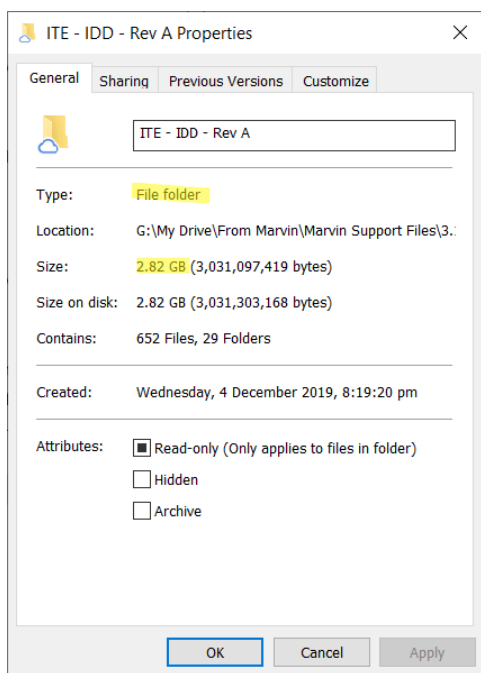 ITE - IDD - Rev A Properties
General Sharing Previous Versions Customize
ITE - IDD - Rev A
Type: File folder
Location: G:\My Drive\From Marvin\Marvin Support Files\3.
Size: 2.82 GB (3,031,097,419 bytes)
Size on disk: 2.82 GB (3,031,303,168 bytes)
Contains: 652 Files, 29 Folders
Created: Wednesday, 4 December 2019, 8:19:20 pm
Attributes: Read-only (Only applies to files in folder)
Hidden
Archive
OK Cancel Apply